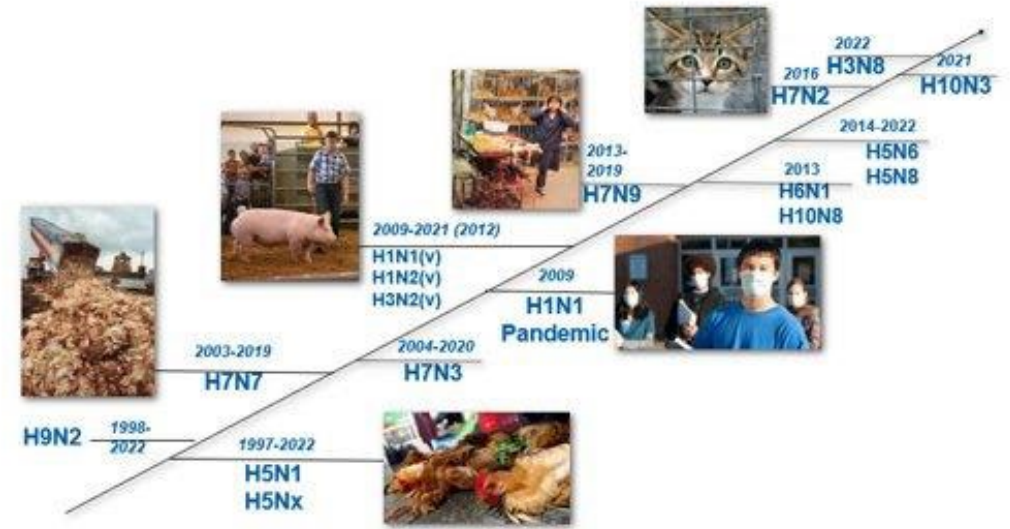 2022
H3N8
2021
H10N3
2016
H7N2
2014-2022
H5N6
H5N8
2013-
2019
H7N9
2013
H6N1
H10N8
2009-2021 (2012)
H1N1(v)
H1N2(v)
H3N2(v)
2009
H1N1
Pandemic
2003-2019
H7N7
2004-2020
H7N3
H9N2
1998-
2022
1997-2022
H5N1
H5Nx